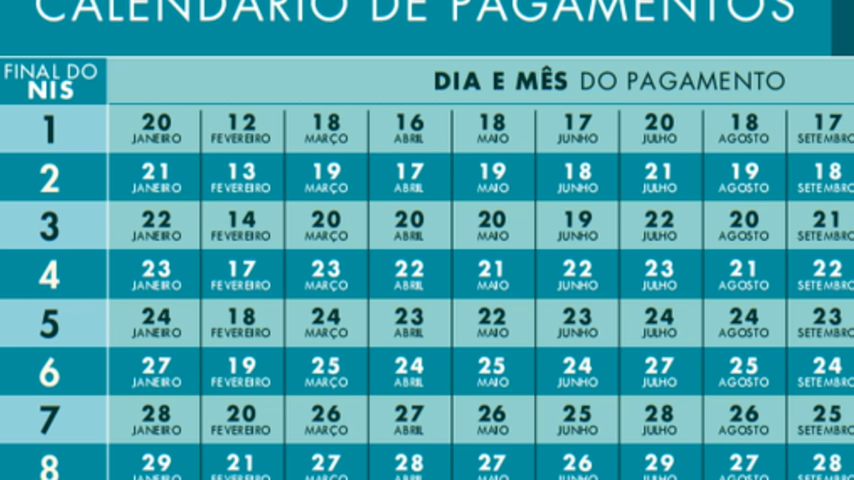 CALENDÁRIO DE PAGAMENTOS
FINAL DO NIS
DIA E MÊS DO PAGAMENTO
1 20 JANEIRO 12 FEVEREIRO 18 MARÇO 16 ABRIL 18 MAIO 17 JUNHO 20 JULHO 18 AGOSTO 17 SETEMBRO
2 21 JANEIRO 13 FEVEREIRO 19 MARÇO 17 ABRIL 19 MAIO 18 JUNHO 21 JULHO 19 AGOSTO 18 SETEMBRO
3 22 JANEIRO 14 FEVEREIRO 20 MARÇO 20 ABRIL 20 MAIO 19 JUNHO 22 JULHO 20 AGOSTO 21 SETEMBRO
4 23 JANEIRO 17 FEVEREIRO 23 MARÇO 22 ABRIL 21 MAIO 22 JUNHO 23 JULHO 21 AGOSTO 22 SETEMBRO
5 24 JANEIRO 18 FEVEREIRO 24 MARÇO 23 ABRIL 22 MAIO 23 JUNHO 24 JULHO 24 AGOSTO 23 SETEMBRO
6 27 JANEIRO 19 FEVEREIRO 25 MARÇO 24 ABRIL 25 MAIO 24 JUNHO 27 JULHO 25 AGOSTO 24 SETEMBRO
7 28 JANEIRO 20 FEVEREIRO 26 MARÇO 27 ABRIL 26 MAIO 25 JUNHO 28 JULHO 26 AGOSTO 25 SETEMBRO
8 29 JANEIRO 21 FEVEREIRO 27 MARÇO 28 ABRIL 27 MAIO 26 JUNHO 29 JULHO 27 AGOSTO 28 SETEMBRO